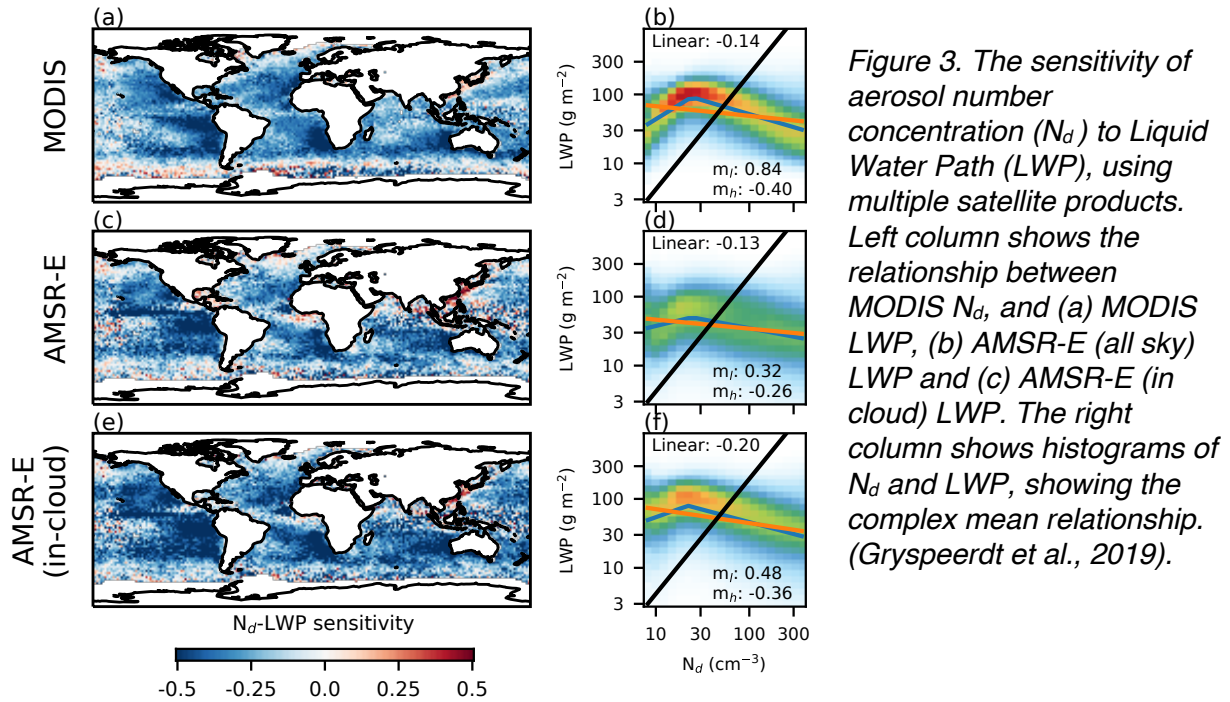 (a)
MODIS
(b)
Linear: -0.14
300
100
30
10
3
LWP (g m⁻²)
mₗ: 0.84
mₕ: -0.40
(c)
AMSR-E
(d)
Linear: -0.13
300
100
30
10
3
LWP (g m⁻²)
mₗ: 0.32
mₕ: -0.26
(e)
AMSR-E
(in-cloud)
(f)
Linear: -0.20
300
100
30
10
3
LWP (g m⁻²)
mₗ: 0.48
mₕ: -0.36
10 30 100 300
N_d (cm⁻³)
N_d-LWP sensitivity
-0.5 -0.25 0.0 0.25 0.5
Figure 3. The sensitivity of
aerosol number
concentration (N_d ) to Liquid
Water Path (LWP), using
multiple satellite products.
Left column shows the
relationship between
MODIS N_d, and (a) MODIS
LWP, (b) AMSR-E (all sky)
LWP and (c) AMSR-E (in
cloud) LWP. The right
column shows histograms of
N_d and LWP, showing the
complex mean relationship.
(Gryspeerdt et al., 2019).